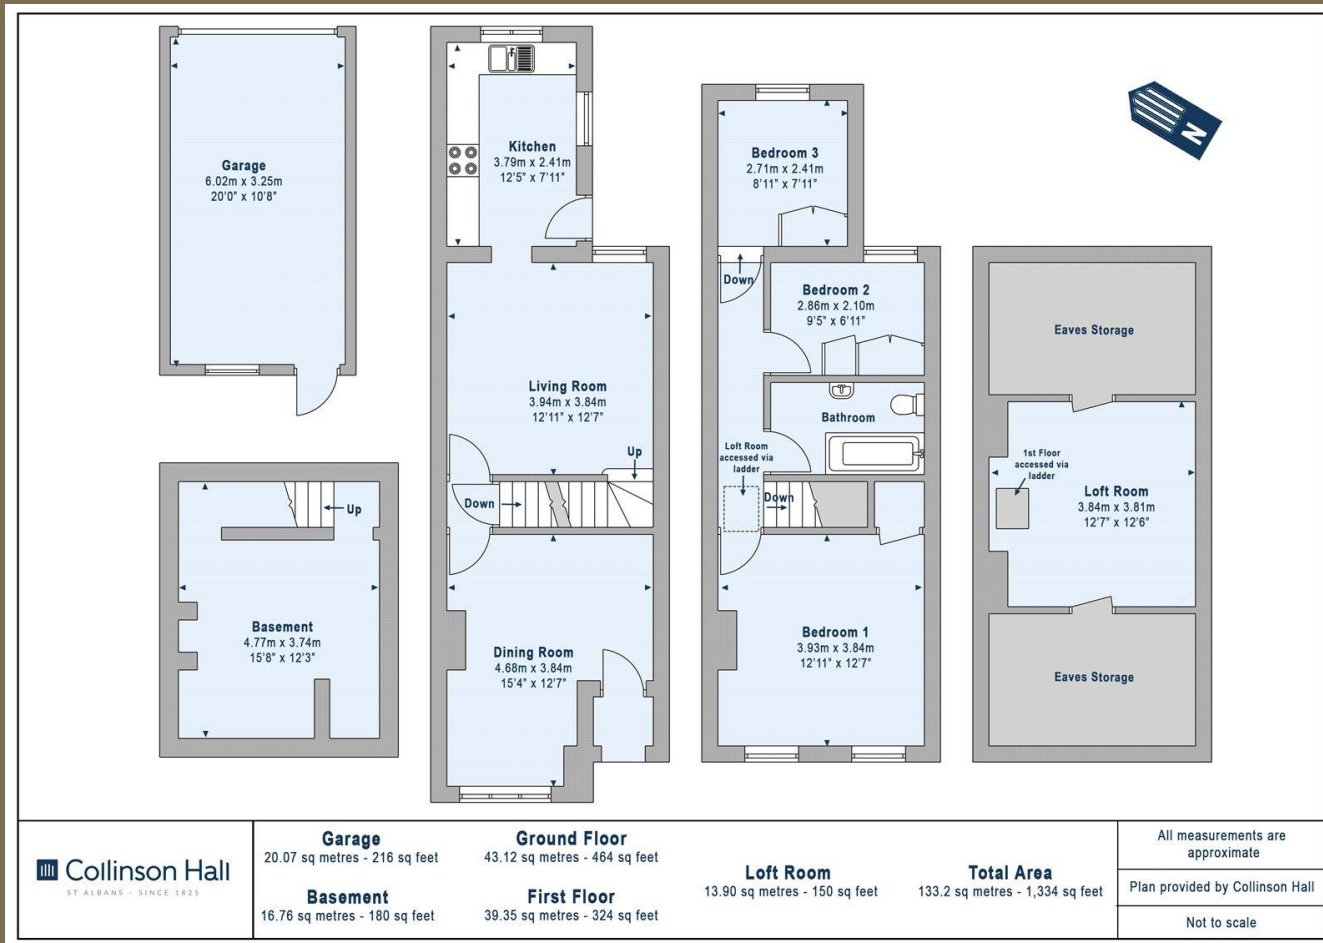 Garage
6.02m x 3.25m
20'0" x 10'8"
Kitchen
3.79m x 2.41m
12'5" x 7'11"
Living Room
3.94m x 3.84m
12'11" x 12'7"
Up
Down
Dining Room
4.68m x 3.84m
15'4" x 12'7"
Up
Basement
4.77m x 3.74m
15'8" x 12'3"
Bedroom 3
2.71m x 2.41m
8'11" x 7'11"
Down
Bedroom 2
2.86m x 2.10m
9'5" x 6'11"
Bathroom
Loft Room
accessed via
ladder
Down
Bedroom 1
3.93m x 3.84m
12'11" x 12'7"
N
Eaves Storage
1st Floor
accessed via
ladder
Loft Room
3.84m x 3.81m
12'7" x 12'6"
Eaves Storage
Collinson Hall
ST ALBANS - SINCE 1825
Garage
20.07 sq metres - 216 sq feet
Basement
16.76 sq metres - 180 sq feet
Ground Floor
43.12 sq metres - 464 sq feet
First Floor
39.35 sq metres - 324 sq feet
Loft Room
13.90 sq metres - 150 sq feet
Total Area
133.2 sq metres - 1,334 sq feet
All measurements are
approximate
Plan provided by Collinson Hall
Not to scale